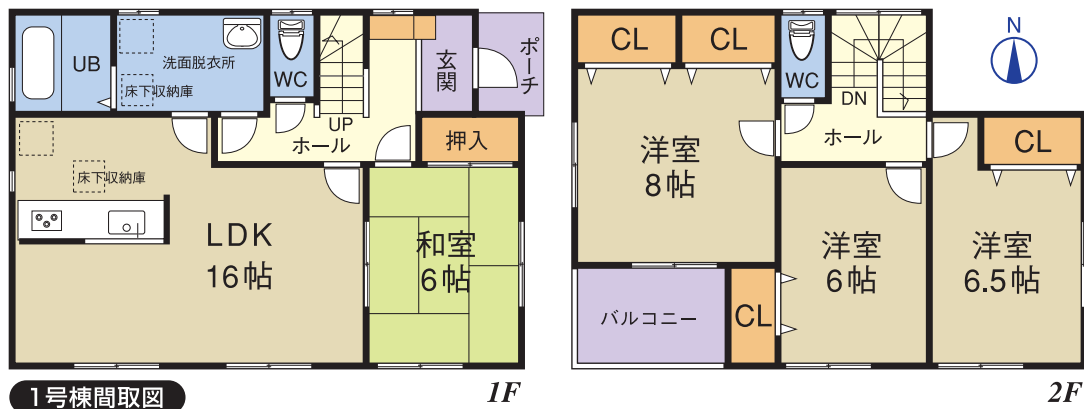 UB
洗面脱衣所
床下収納庫
WC
UP
ホール
玄関
ポーチ
押入
床下収納庫
LDK
16帖
和室
6帖
1号棟間取図
1F
CL
CL
WC
DN
ホール
N
洋室
8帖
CL
洋室
6帖
洋室
6.5帖
バルコニー
CL
2F